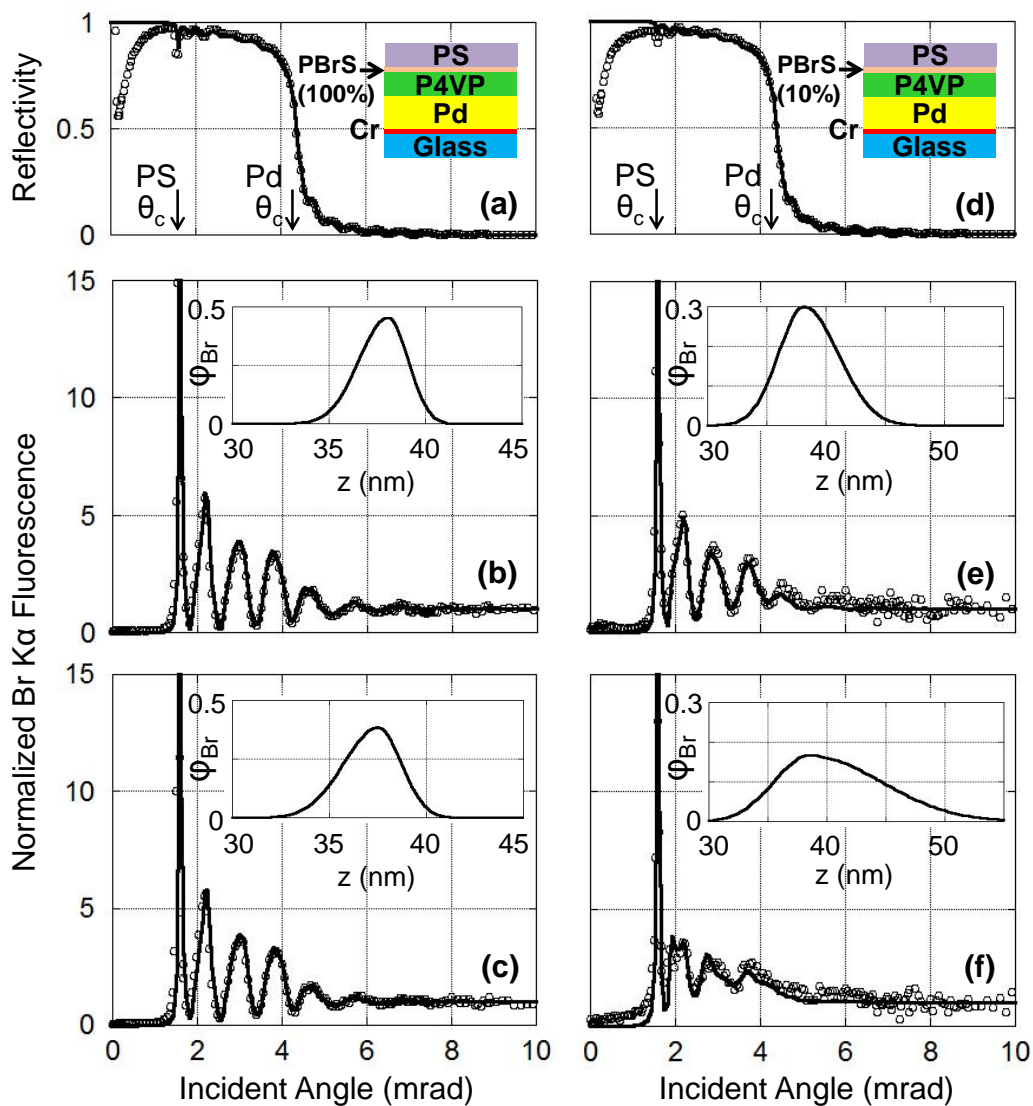 Reflectivity
1
0.5
0
PBrS
(100%)
PS
P4VP
Pd
Cr
Glass
PS
θc
Pd
θc
(a)
PBrS
(10%)
PS
P4VP
Pd
Cr
Glass
PS
θc
Pd
θc
(d)
Normalized Br Kα Fluorescence
15
10
5
0
0.5
φBr
0
30 35 40 45
z (nm)
(b)
0.3
φBr
0
30 40 50
z (nm)
(e)
15
10
5
0
0.5
φBr
0
30 35 40 45
z (nm)
(c)
0.3
φBr
0
30 40 50
z (nm)
(f)
0 2 4 6 8 10
Incident Angle (mrad)
0 2 4 6 8 10
Incident Angle (mrad)